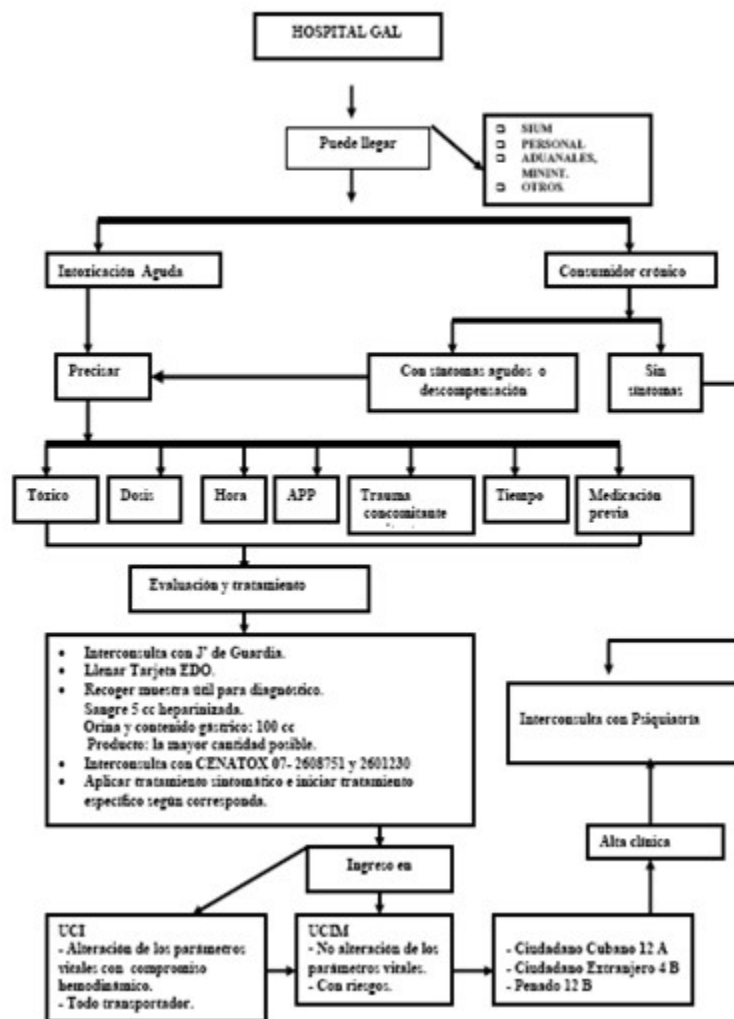 HOSPITAL GAL
Puede llegar
❑ SIUM
❑ PERSONAL
❑ ADUANALES,
MININT.
❑ OTROS.
Intoxicación Aguda
Consumidor crónico
Precisar
Con síntomas agudos o
descompensación
Sin
síntomas
Tóxico
Dosis
Hora
APP
Trauma
concomitante
Tiempo
Medicación
previa
Evaluación y tratamiento
• Interconsulta con J' de Guardia.
• Llenar Tarjeta EDO.
• Recoger muestra útil para diagnóstico.
Sangre 5 cc heparinizada.
Orina y contenido gástrico: 100 cc
Producto: la mayor cantidad posible.
• Interconsulta con CENATOX 07- 2608751 y 2601230
• Aplicar tratamiento sintomático e iniciar tratamiento
específico según corresponda.
Interconsulta con Psiquiatría
Alta clínica
Ingreso en
UCI
- Alteración de los parámetros
vitales con compromiso
hemodinámico.
- Todo transportador.
UCIM
- No alteración de los
parámetros vitales.
- Con riesgos.
- Ciudadano Cubano 12 A
- Ciudadano Extranjero 4 B
- Penado 12 B